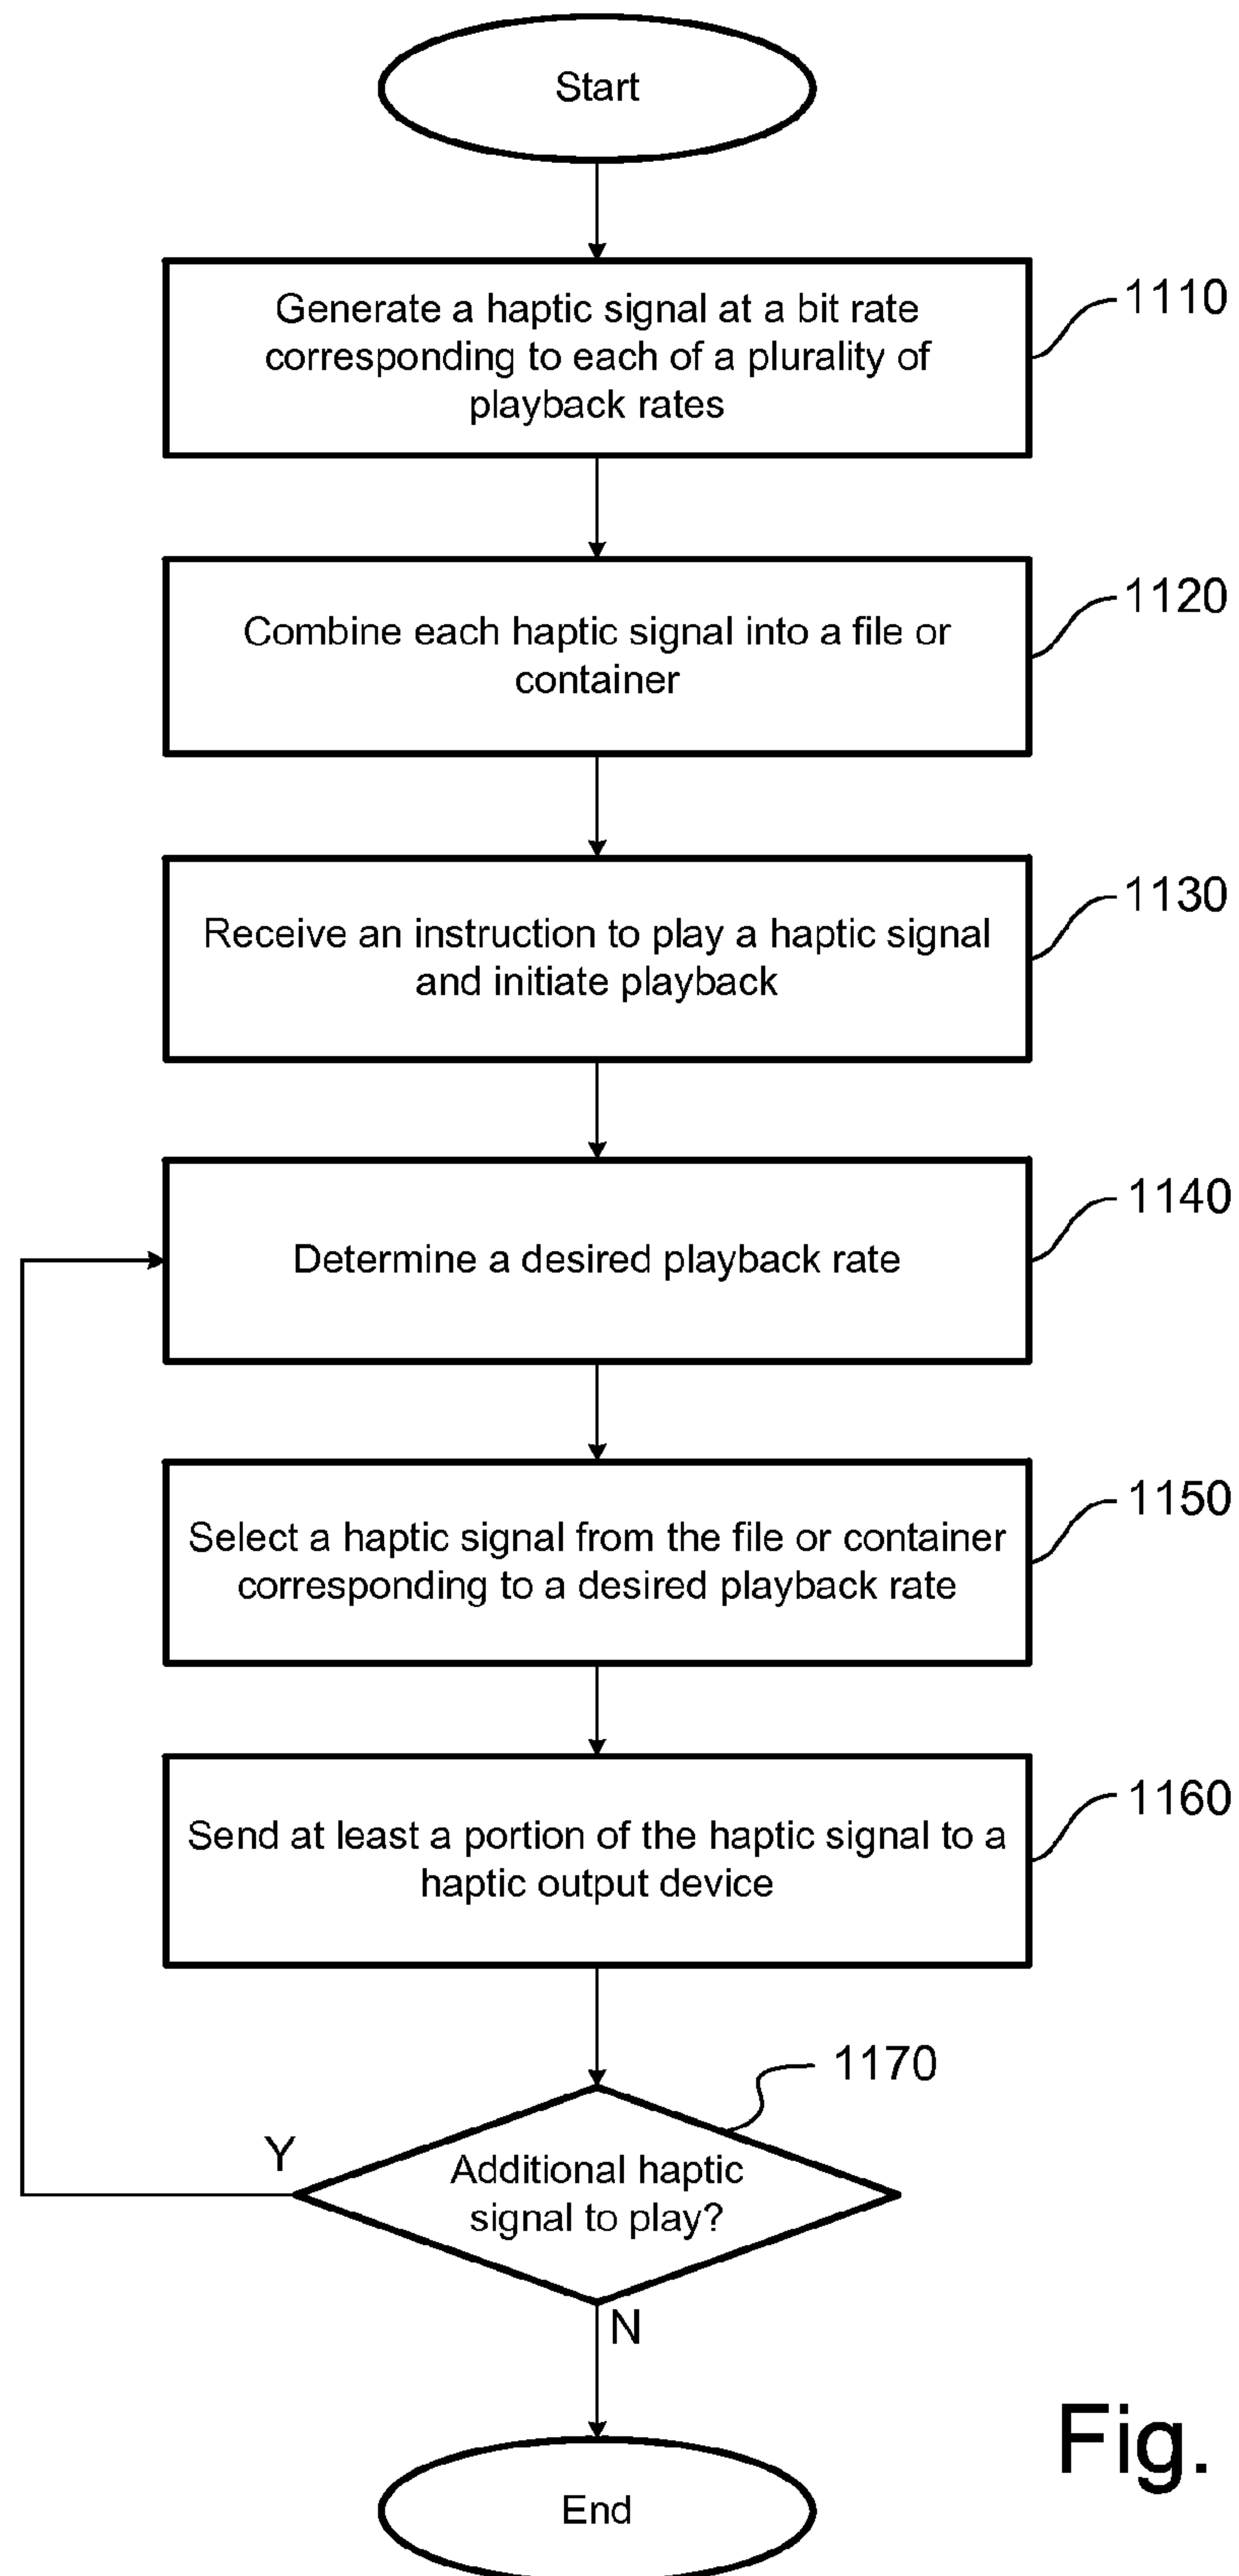 Start
Generate a haptic signal at a bit rate
corresponding to each of a plurality of
playback rates
1110
Combine each haptic signal into a file or
container
1120
Receive an instruction to play a haptic signal
and initiate playback
1130
Determine a desired playback rate
1140
Select a haptic signal from the file or container
corresponding to a desired playback rate
1150
Send at least a portion of the haptic signal to a
haptic output device
1160
1170
Additional haptic
signal to play?
Y
N
End
Fig.